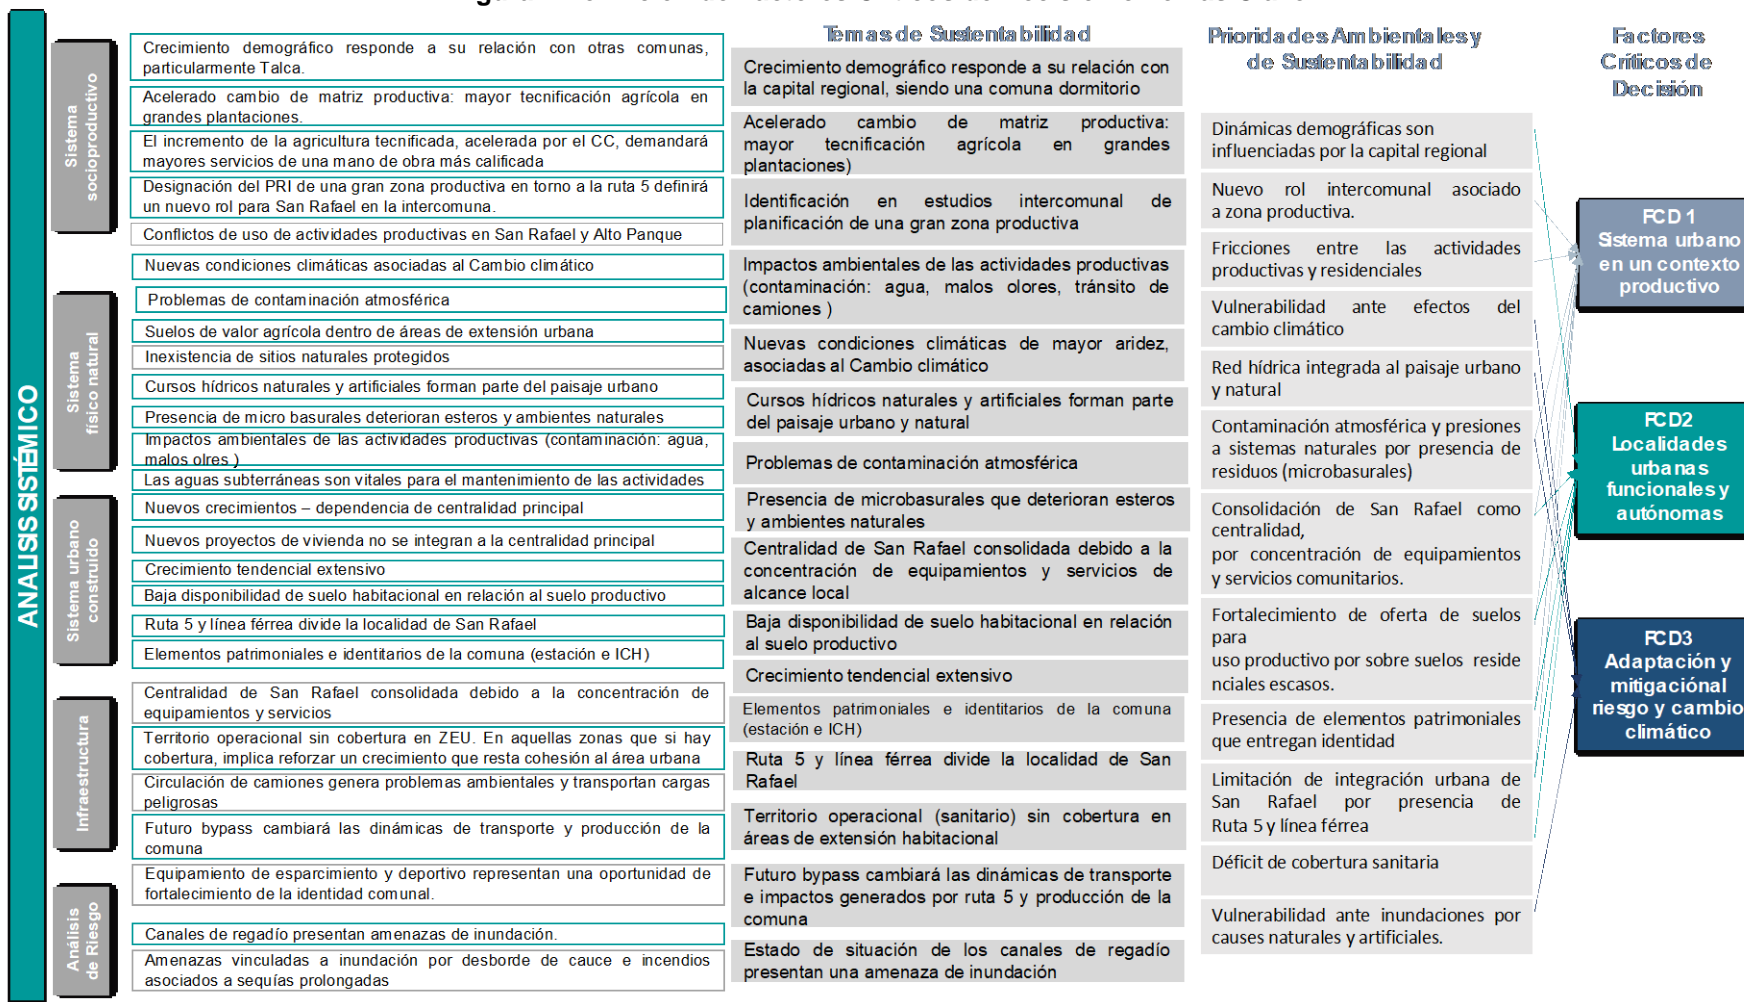 ANALISIS SISTÉMICO
Sistema
socioproductivo
Crecimiento demográfico responde a su relación con otras comunas,
particularmente Talca.
Acelerado cambio de matriz productiva: mayor tecnificación agrícola en
grandes plantaciones.
El incremento de la agricultura tecnificada, acelerada por el CC, demandará
mayores servicios de una mano de obra más calificada
Designación del PRI de una gran zona productiva en torno a la ruta 5 definirá
un nuevo rol para San Rafael en la intercomuna.
Conflictos de uso de actividades productivas en San Rafael y Alto Panque
Sistema
físico natural
Nuevas condiciones climáticas asociadas al Cambio climático
Problemas de contaminación atmosférica
Suelos de valor agrícola dentro de áreas de extensión urbana
Inexistencia de sitios naturales protegidos
Cursos hídricos naturales y artificiales forman parte del paisaje urbano
Presencia de micro basurales deterioran esteros y ambientes naturales
Impactos ambientales de las actividades productivas (contaminación: agua,
malos olres )
Las aguas subterráneas son vitales para el mantenimiento de las actividades
Sistema urbano
construido
Nuevos crecimientos – dependencia de centralidad principal
Nuevos proyectos de vivienda no se integran a la centralidad principal
Crecimiento tendencial extensivo
Baja disponibilidad de suelo habitacional en relación al suelo productivo
Ruta 5 y línea férrea divide la localidad de San Rafael
Elementos patrimoniales e identitarios de la comuna (estación e ICH)
Infraestructura
Centralidad de San Rafael consolidada debido a la concentración de
equipamientos y servicios
Territorio operacional sin cobertura en ZEU. En aquellas zonas que si hay
cobertura, implica reforzar un crecimiento que resta cohesión al área urbana
Circulación de camiones genera problemas ambientales y transportan cargas
peligrosas
Futuro bypass cambiará las dinámicas de transporte y producción de la
comuna
Equipamiento de esparcimiento y deportivo representan una oportunidad de
fortalecimiento de la identidad comunal.
Análisis
de Riesgo
Canales de regadío presentan amenazas de inundación.
Amenazas vinculadas a inundación por desborde de cauce e incendios
asociados a sequías prolongadas
Temas de Sustentabilidad
Crecimiento demográfico responde a su relación con
la capital regional, siendo una comuna dormitorio
Acelerado cambio de matriz productiva:
mayor tecnificación agrícola en grandes
plantaciones)
Identificación en estudios intercomunal de
planificación de una gran zona productiva
Impactos ambientales de las actividades productivas
(contaminación: agua, malos olores, tránsito de
camiones )
Nuevas condiciones climáticas de mayor aridez,
asociadas al Cambio climático
Cursos hídricos naturales y artificiales forman parte
del paisaje urbano y natural
Problemas de contaminación atmosférica
Presencia de microbasurales que deterioran esteros
y ambientes naturales
Centralidad de San Rafael consolidada debido a la
concentración de equipamientos y servicios de
alcance local
Baja disponibilidad de suelo habitacional en relación
al suelo productivo
Crecimiento tendencial extensivo
Elementos patrimoniales e identitarios de la comuna
(estación e ICH)
Ruta 5 y línea férrea divide la localidad de San
Rafael
Territorio operacional (sanitario) sin cobertura en
áreas de extensión habitacional
Futuro bypass cambiará las dinámicas de transporte
e impactos generados por ruta 5 y producción de la
comuna
Estado de situación de los canales de regadío
presentan una amenaza de inundación
Prioridades Ambientales y
de Sustentabilidad
Dinámicas demográficas son
influenciadas por la capital regional
Nuevo rol intercomunal asociado
a zona productiva.
Fricciones entre las actividades
productivas y residenciales
Vulnerabilidad ante efectos del
cambio climático
Red hídrica integrada al paisaje urbano
y natural
Contaminación atmosférica y presiones
a sistemas naturales por presencia de
residuos (microbasurales)
Consolidación de San Rafael como
centralidad,
por concentración de equipamientos
y servicios comunitarios.
Fortalecimiento de oferta de suelos
para
uso productivo por sobre suelos reside
nciales escasos.
Presencia de elementos patrimoniales
que entregan identidad
Limitación de integración urbana de
San Rafael por presencia de
Ruta 5 y línea férrea
Déficit de cobertura sanitaria
Vulnerabilidad ante inundaciones por
causes naturales y artificiales.
Factores
Críticos de
Decisión
FCD 1
Sistema urbano
en un contexto
productivo
FCD2
Localidades
urbanas
funcionales y
autónomas
FCD3
Adaptación y
mitigaciónal
riesgo y cambio
climático